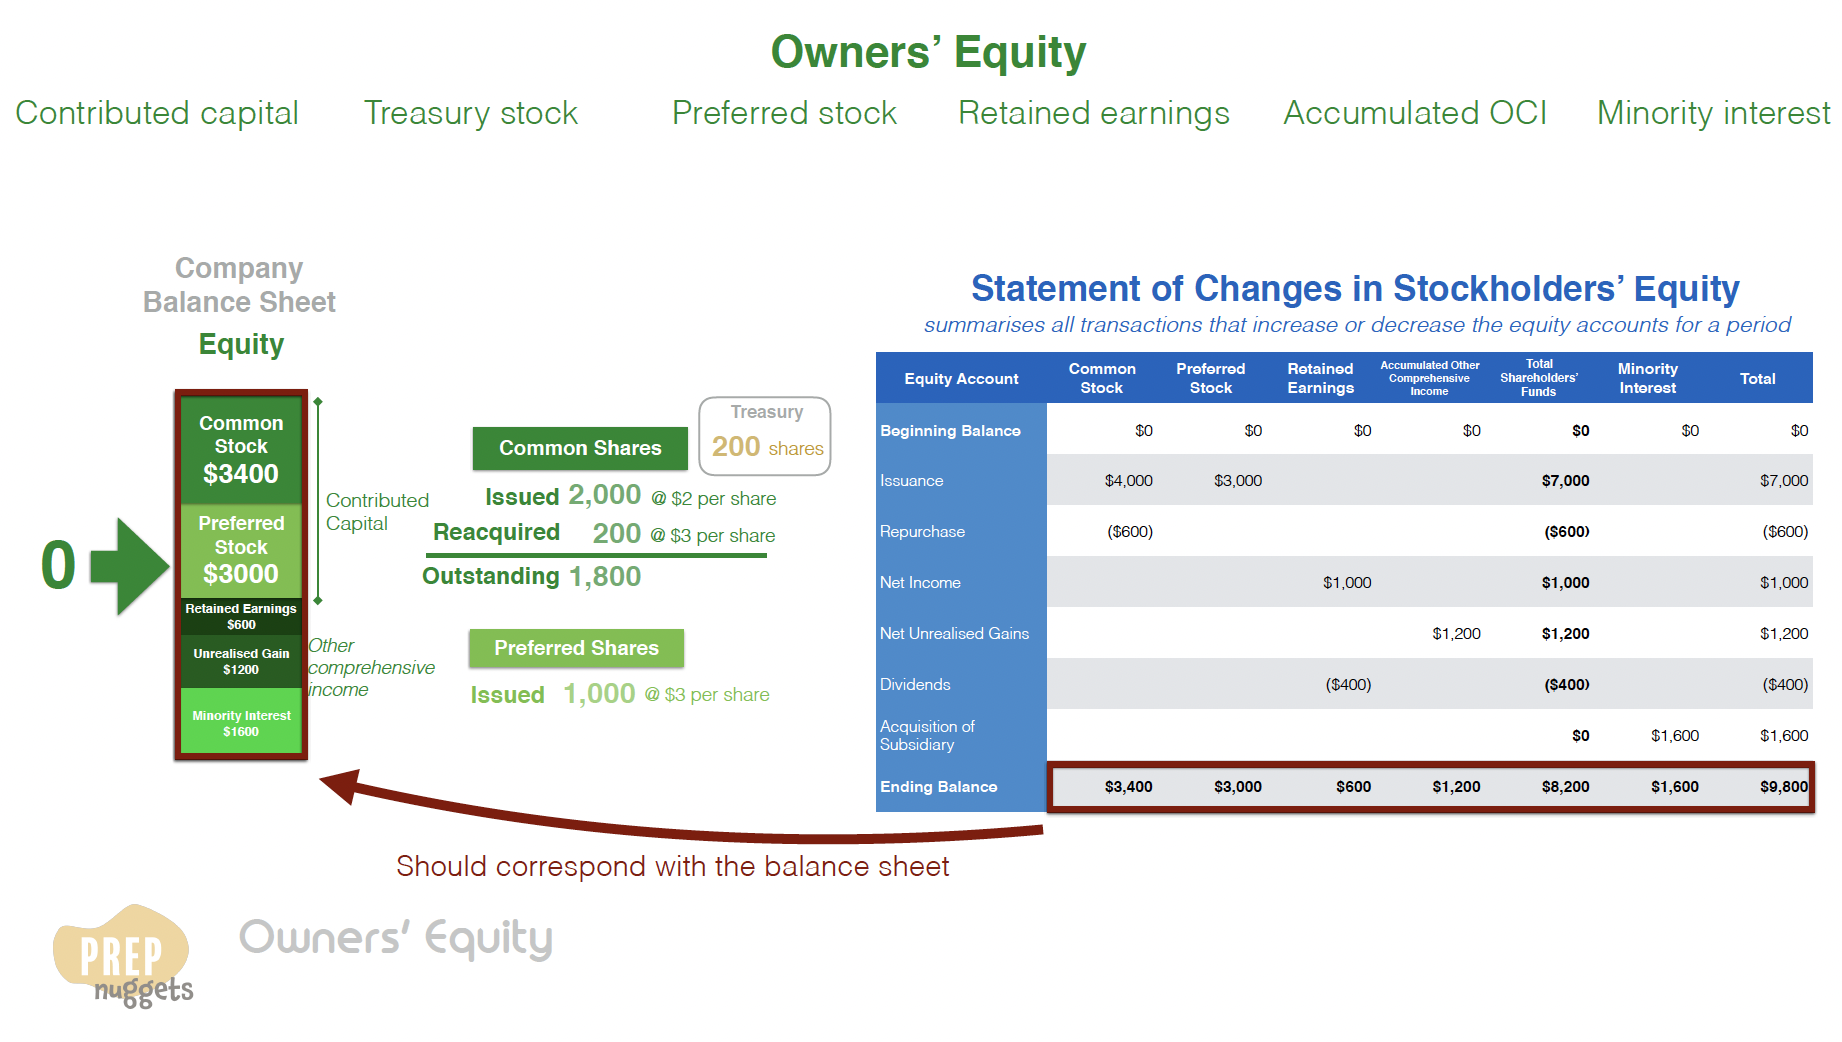 Owners’ Equity
Contributed capital Treasury stock Preferred stock Retained earnings Accumulated OCI Minority interest
Company
Balance Sheet
Equity
Common
Stock
$3400
Preferred
Stock
$3000
Retained Earnings
$600
Unrealised Gain
$1200
Minority Interest
$1600
0
Contributed
Capital
Other
comprehensive
income
Treasury
200 shares
Common Shares
Issued 2,000 @ $2 per share
Reacquired 200 @ $3 per share
Outstanding 1,800
Preferred Shares
Issued 1,000 @ $3 per share
Statement of Changes in Stockholders’ Equity
summarises all transactions that increase or decrease the equity accounts for a period
Equity Account
Common
Stock
Preferred
Stock
Retained
Earnings
Accumulated Other
Comprehensive
Income
Total
Shareholders’
Funds
Minority
Interest
Total
Beginning Balance $0 $0 $0 $0 $0 $0 $0
Issuance $4,000 $3,000 $7,000 $7,000
Repurchase ($600) ($600) ($600)
Net Income $1,000 $1,000 $1,000
Net Unrealised Gains $1,200 $1,200 $1,200
Dividends ($400) ($400) ($400)
Acquisition of
Subsidiary $0 $1,600 $1,600
Ending Balance $3,400 $3,000 $600 $1,200 $8,200 $1,600 $9,800
Should correspond with the balance sheet
PREP
nuggets
Owners’ Equity